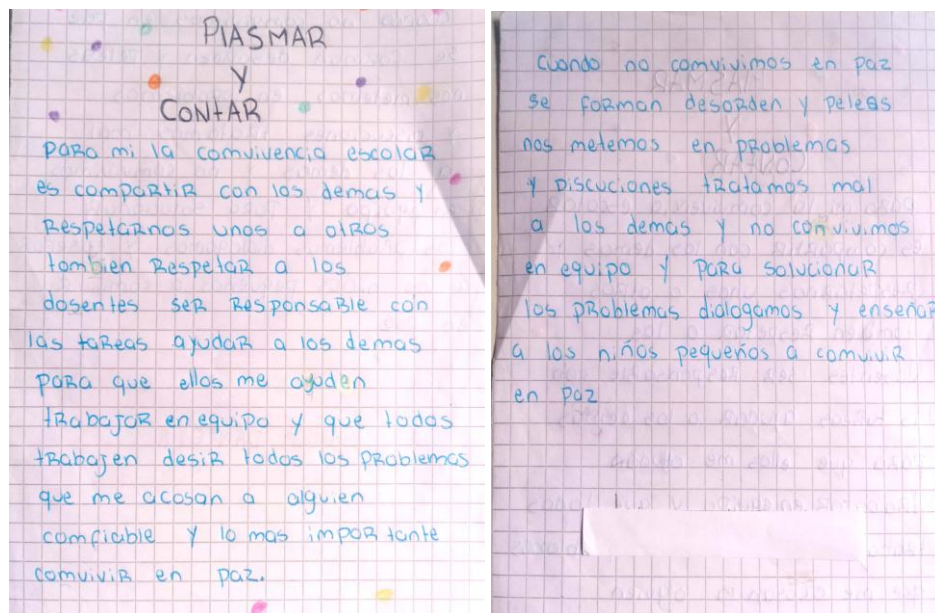 PlASMAR
Y
CONtAR
paRa mi la comvivencia escolaR
es compaRtiR con los demas y
RespetaRnos unos a otRos
tambien RespetaR a los
dosentes seR ResponsaBle con
las taReas ayudaR a los demas
paRa que ellos me ayuden
tRabajaR en equipo y que todos
tRabajen desiR todos los pRoblemas
que me acosan a alguien
comfiable y lo mas impoRtante
comviviR en paz.
cuando no comvivimos en paz
se foRman desoRden y peleas
nos metemos en pRoblemas
y Discuciones tRatamos mal
a los demas y no convivimos
en equipo y paRa solucionaR
los pRoblemas dialogamos y enseñaR
a los niños pequeños a comviviR
en paz